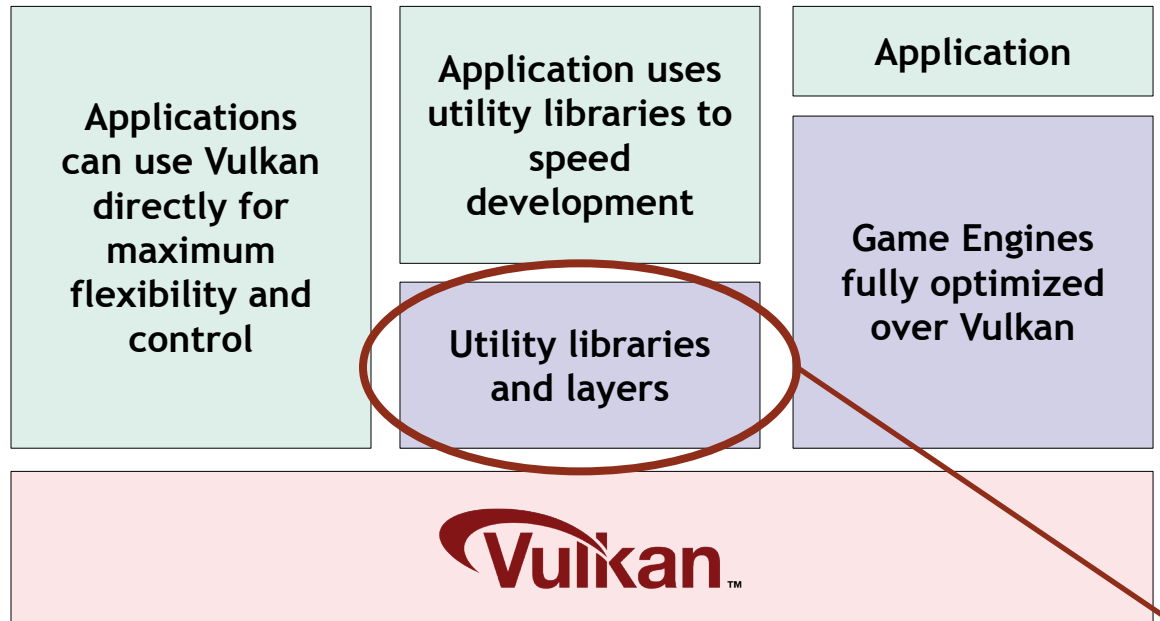 Applications
can use Vulkan
directly for
maximum
flexibility and
control
Application uses
utility libraries to
speed
development
Utility libraries
and layers
Application
Game Engines
fully optimized
over Vulkan
Vulkan™